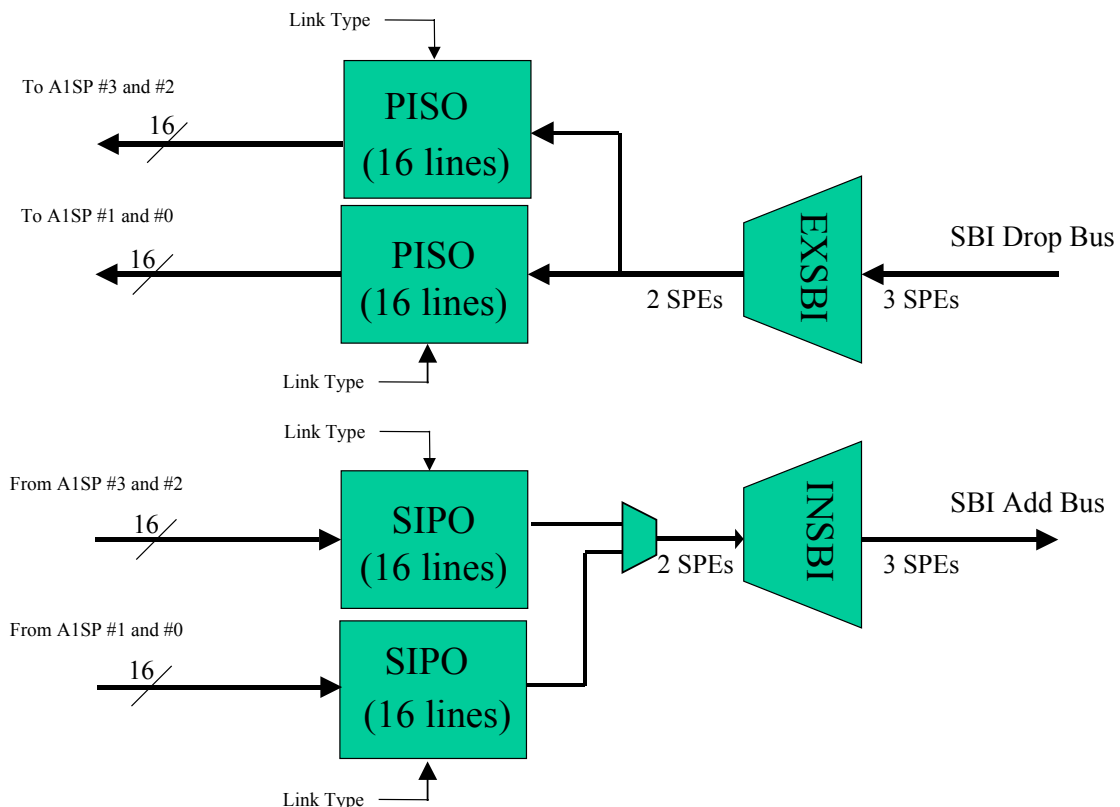 Link Type
To A1SP #3 and #2
16
PISO
(16 lines)
To A1SP #1 and #0
16
PISO
(16 lines)
EXSBI
SBI Drop Bus
2 SPEs
3 SPEs
Link Type
Link Type
From A1SP #3 and #2
16
SIPO
(16 lines)
INSBI
SBI Add Bus
2 SPEs
3 SPEs
From A1SP #1 and #0
16
SIPO
(16 lines)
Link Type